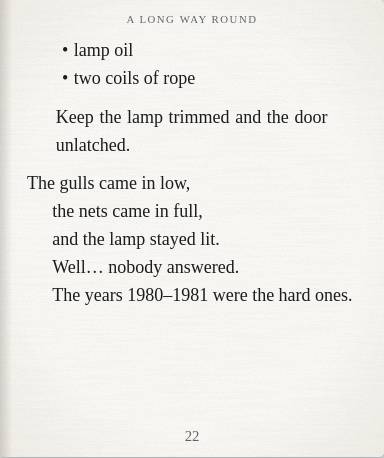 A LONG WAY ROUND
• lamp oil
• two coils of rope
Keep the lamp trimmed and the door
unlatched.
The gulls came in low,
the nets came in full,
and the lamp stayed lit.
Well… nobody answered.
The years 1980–1981 were the hard ones.
22